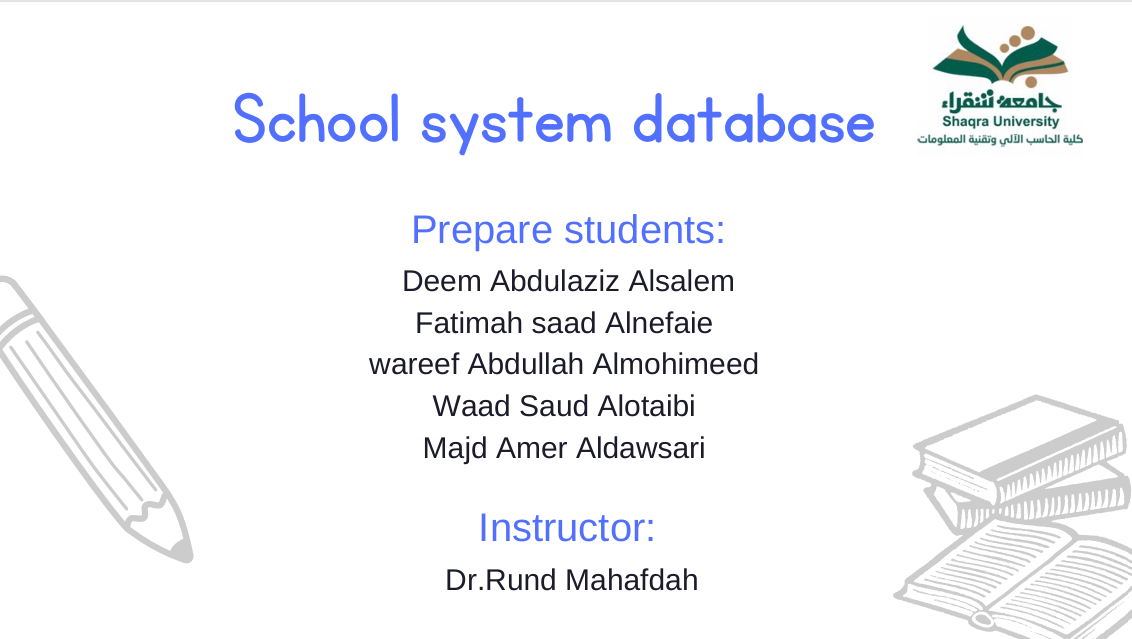 School system database
جامعة شقراء
Shaqra University
كلية الحاسب الآلي وتقنية المعلومات
Prepare students:
Deem Abdulaziz Alsalem
Fatimah saad Alnefaie
wareef Abdullah Almohimeed
Waad Saud Alotaibi
Majd Amer Aldawsari
Instructor:
Dr.Rund Mahafdah